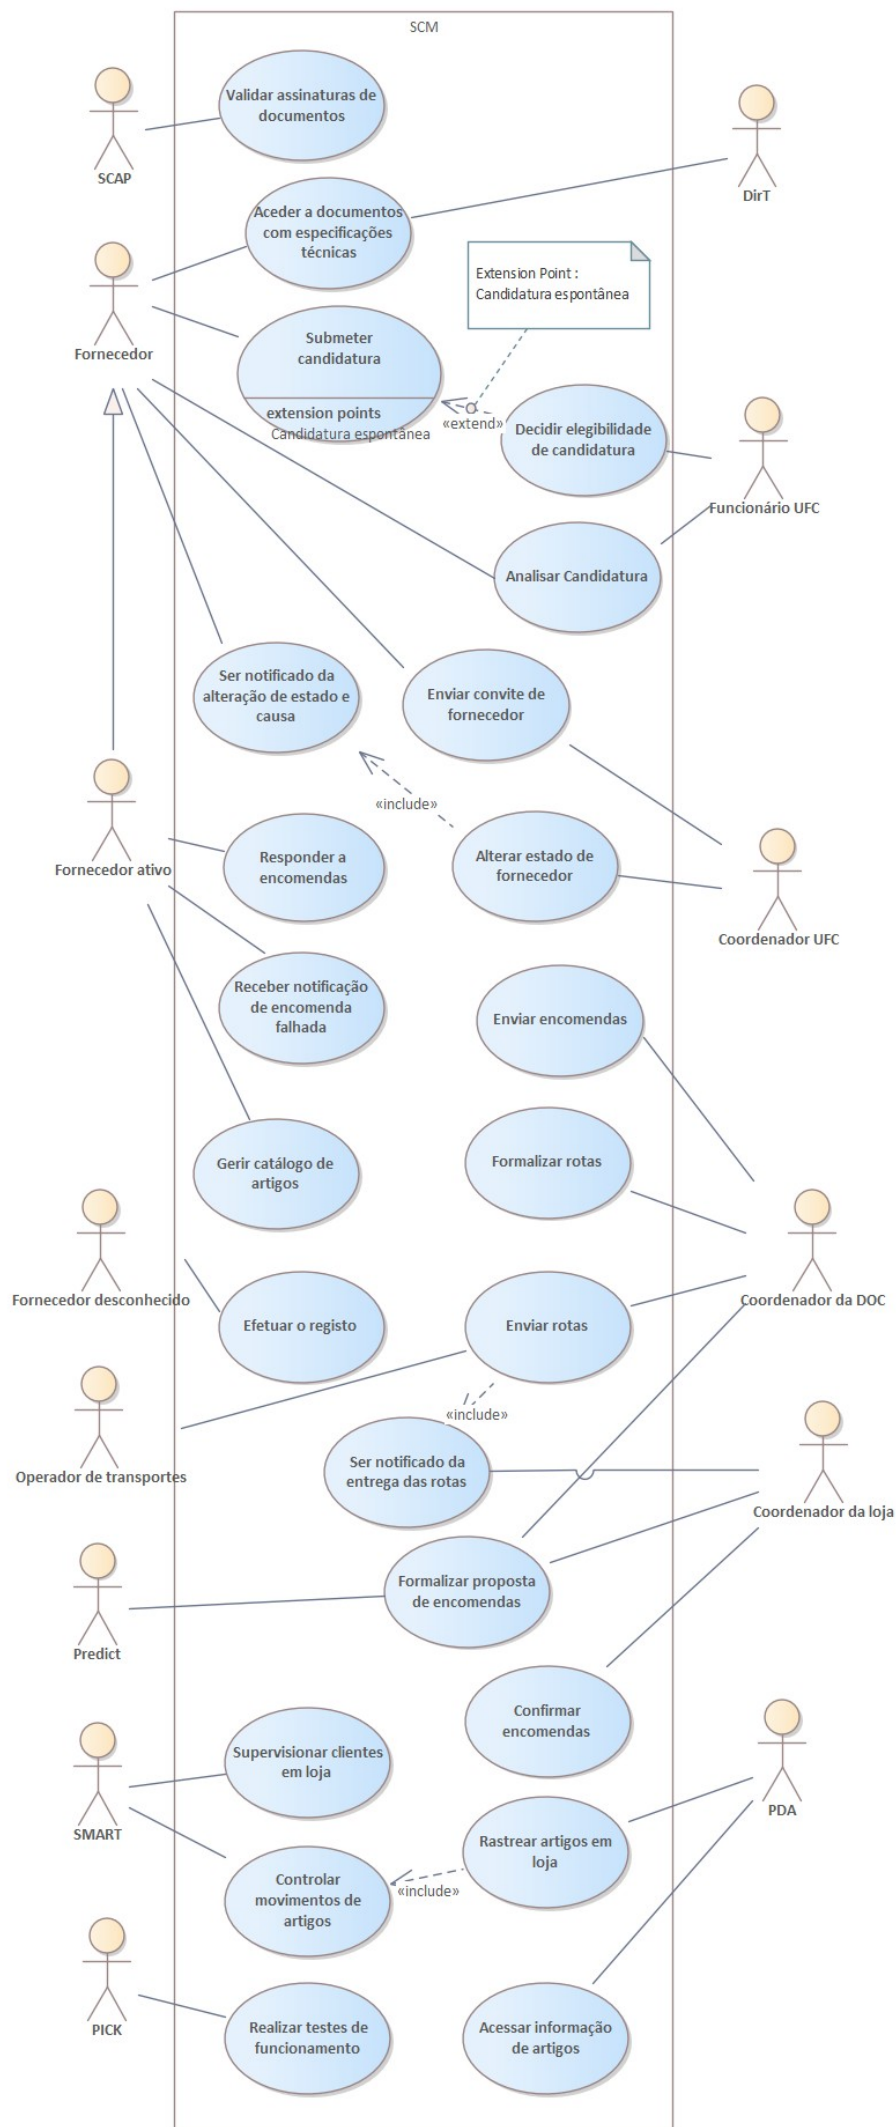 SCM
Validar assinaturas de
documentos
SCAP
DirT
Aceder a documentos
com especificações
técnicas
Extension Point :
Candidatura espontânea
Fornecedor
Submeter
candidatura
extension points
Candidatura espontânea
«extend»
Decidir elegibilidade
de candidatura
Funcionário UFC
Analisar Candidatura
Ser notificado da
alteração de estado e
causa
Enviar convite de
fornecedor
«include»
Fornecedor ativo
Responder a
encomendas
Alterar estado de
fornecedor
Coordenador UFC
Receber notificação
de encomenda
falhada
Enviar encomendas
Gerir catálogo de
artigos
Formalizar rotas
Fornecedor desconhecido
Coordenador da DOC
Efetuar o registo
Enviar rotas
«include»
Operador de transportes
Ser notificado da
entrega das rotas
Coordenador da loja
Formalizar proposta
de encomendas
Predict
Confirmar
encomendas
Supervisionar clientes
em loja
SMART
PDA
Rastrear artigos em
loja
Controlar
movimentos de
artigos
«include»
PICK
Realizar testes de
funcionamento
Acessar informação
de artigos